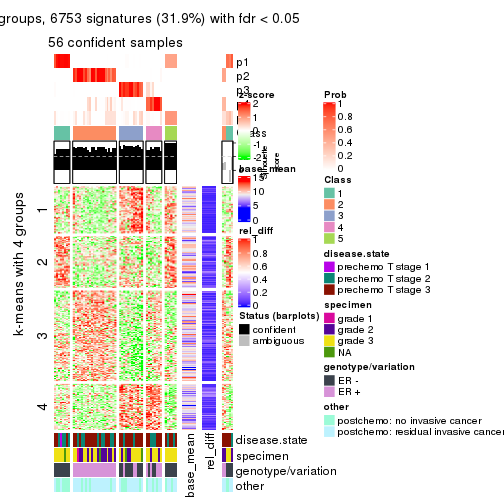 groups, 6753 signatures (31.9%) with fdr < 0.05
56 confident samples
p1
p2
p3
z-score
2
1
0
-1
-2
base_mean
15
10
5
0
rel_diff
1
0.8
0.6
0.4
0.2
0
Status (barplots)
confident
ambiguous
Prob
1
0.8
0.6
0.4
0.2
0
Class
1
2
3
4
5
disease.state
prechemo T stage 1
prechemo T stage 2
prechemo T stage 3
specimen
grade 1
grade 2
grade 3
NA
genotype/variation
ER -
ER +
other
postchemo: no invasive cancer
postchemo: residual invasive cancer
k-means with 4 groups
1
2
3
4
base_mean
rel_diff
disease.state
specimen
genotype/variation
other